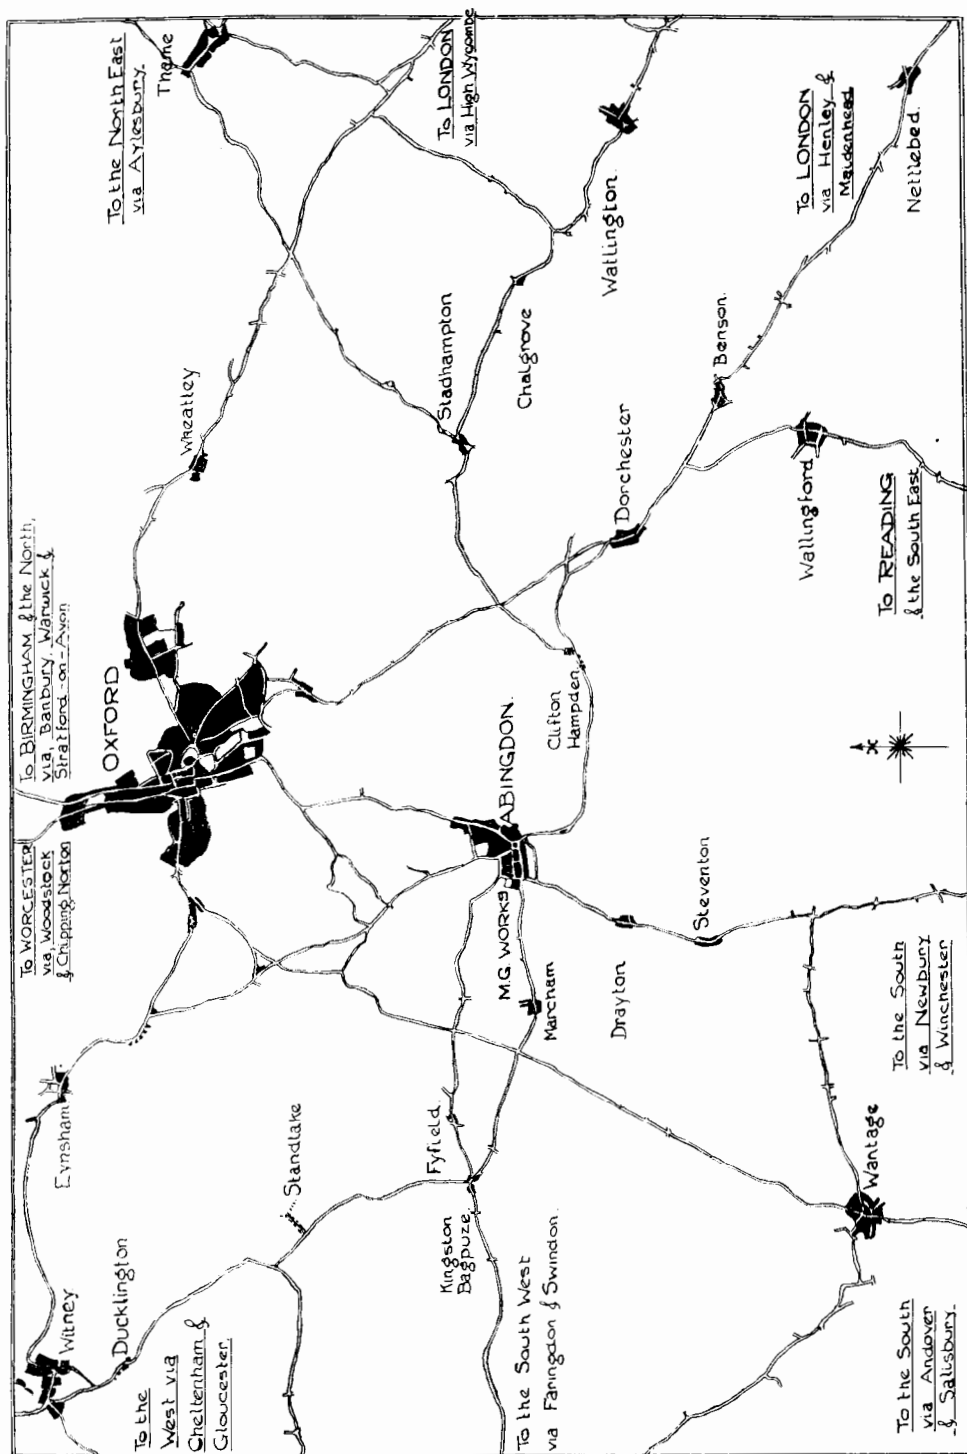 To WORCESTER
via, Woodstock
& Chipping Norton
To BIRMINGHAM & the North,
via, Banbury, Warwick &
Stratford-on-Avon
To the North East
via Aylesbury.
Thame
To LONDON
via High Wycombe
Witney
Ducklington
Eynsham
OXFORD
Wheatley
To the
West via
Cheltenham &
Gloucester
Standlake
Stadhampton
Chalgrove
Watlington.
Kingston
Bagpuze
Fyfield.
M.G. WORKS
ABINGDON.
Marcham
Clifton
Hampden
Dorchester
To the South West
via Faringdon & Swindon.
Drayton
Steventon
Benson.
Wallingford
To LONDON
via Henley &
Maidenhead
Nettlebed.
Wantage
N
To READING
& the South East
To the South
via Andover
& Salisbury.
To the South
via Newbury
& Winchester